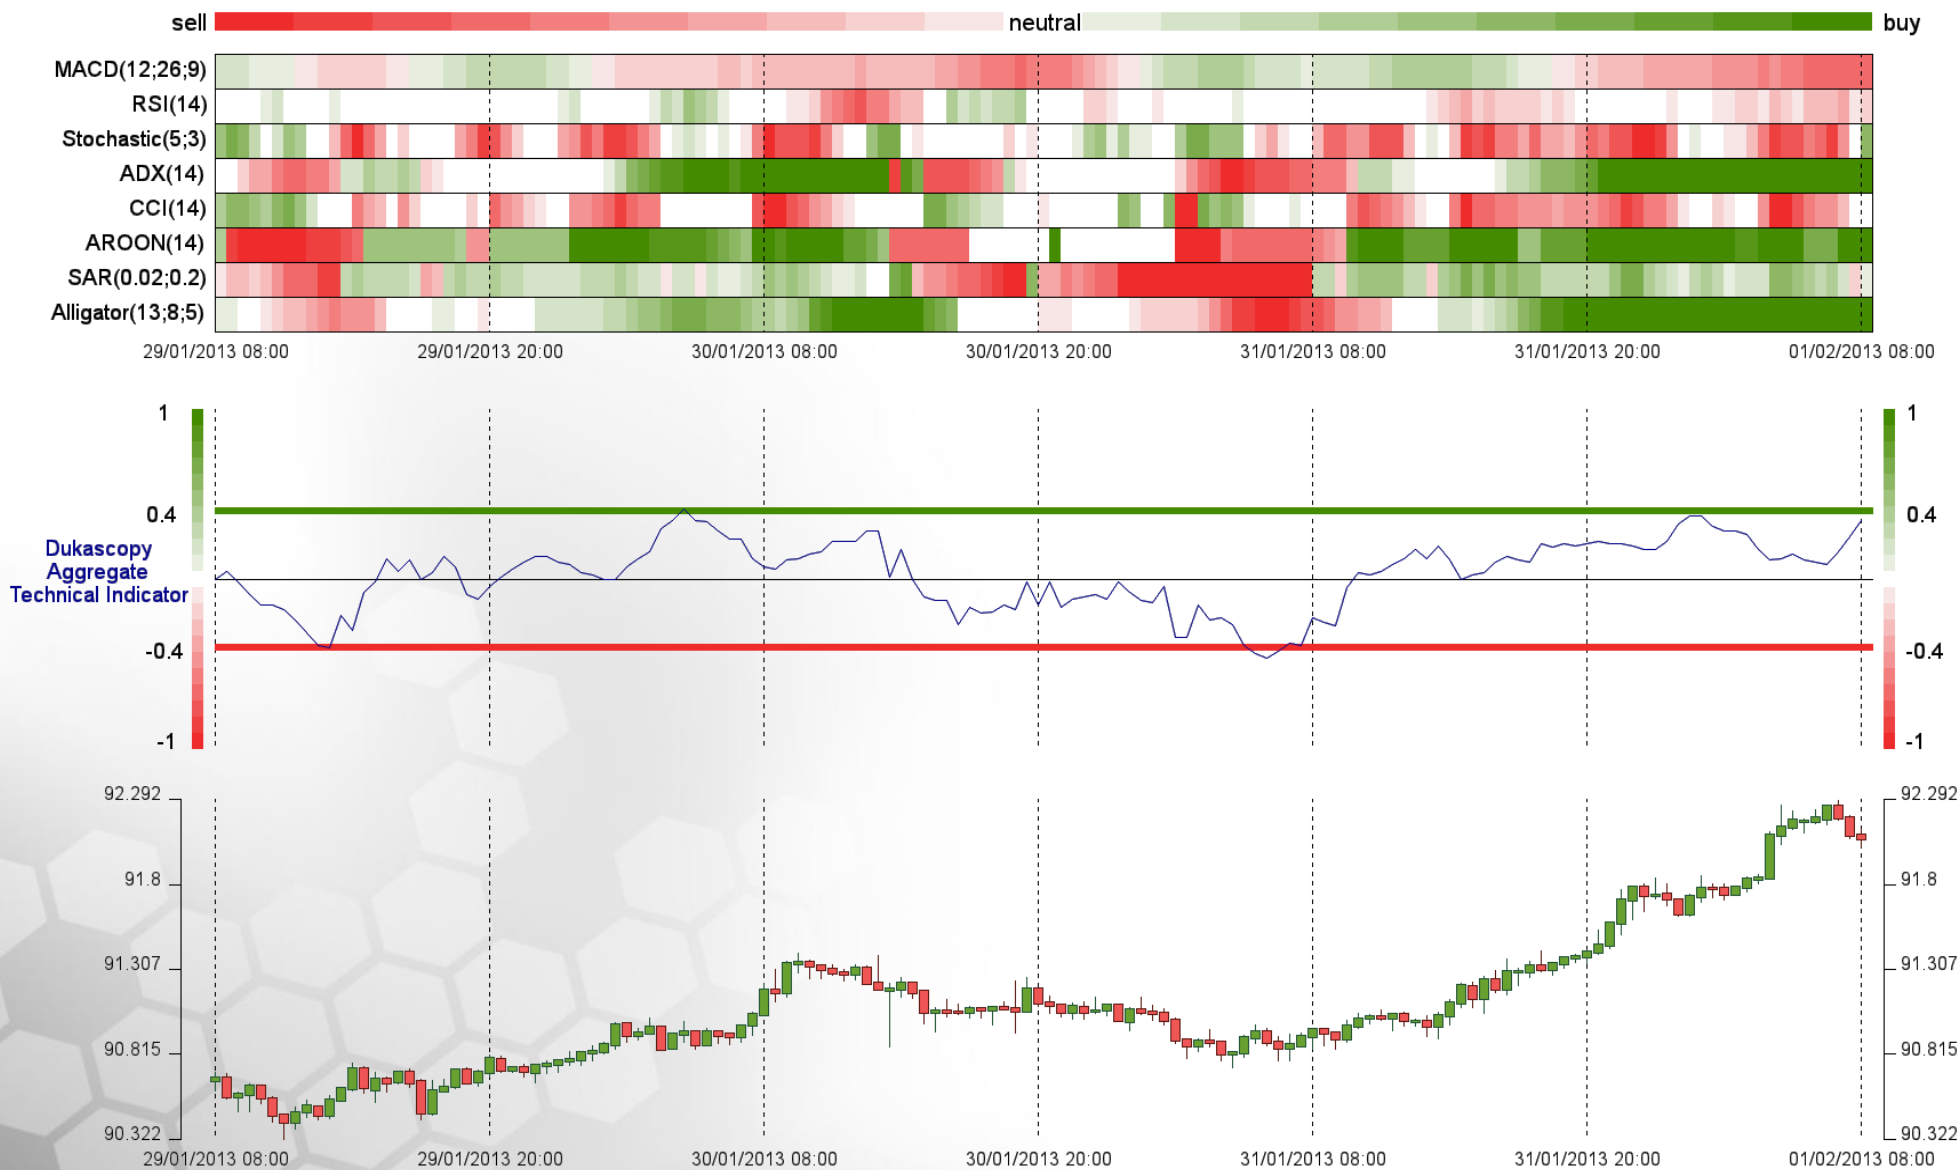 sell neutral buy
MACD(12;26;9)
RSI(14)
Stochastic(5;3)
ADX(14)
CCI(14)
AROON(14)
SAR(0.02;0.2)
Alligator(13;8;5)
29/01/2013 08:00 29/01/2013 20:00 30/01/2013 08:00 30/01/2013 20:00 31/01/2013 08:00 31/01/2013 20:00 01/02/2013 08:00
1 1
0.4 0.4
Dukascopy
Aggregate
Technical Indicator
-0.4 -0.4
-1 -1
92.292 92.292
91.8 91.8
91.307 91.307
90.815 90.815
90.322 90.322
29/01/2013 08:00 29/01/2013 20:00 30/01/2013 08:00 30/01/2013 20:00 31/01/2013 08:00 31/01/2013 20:00 01/02/2013 08:00